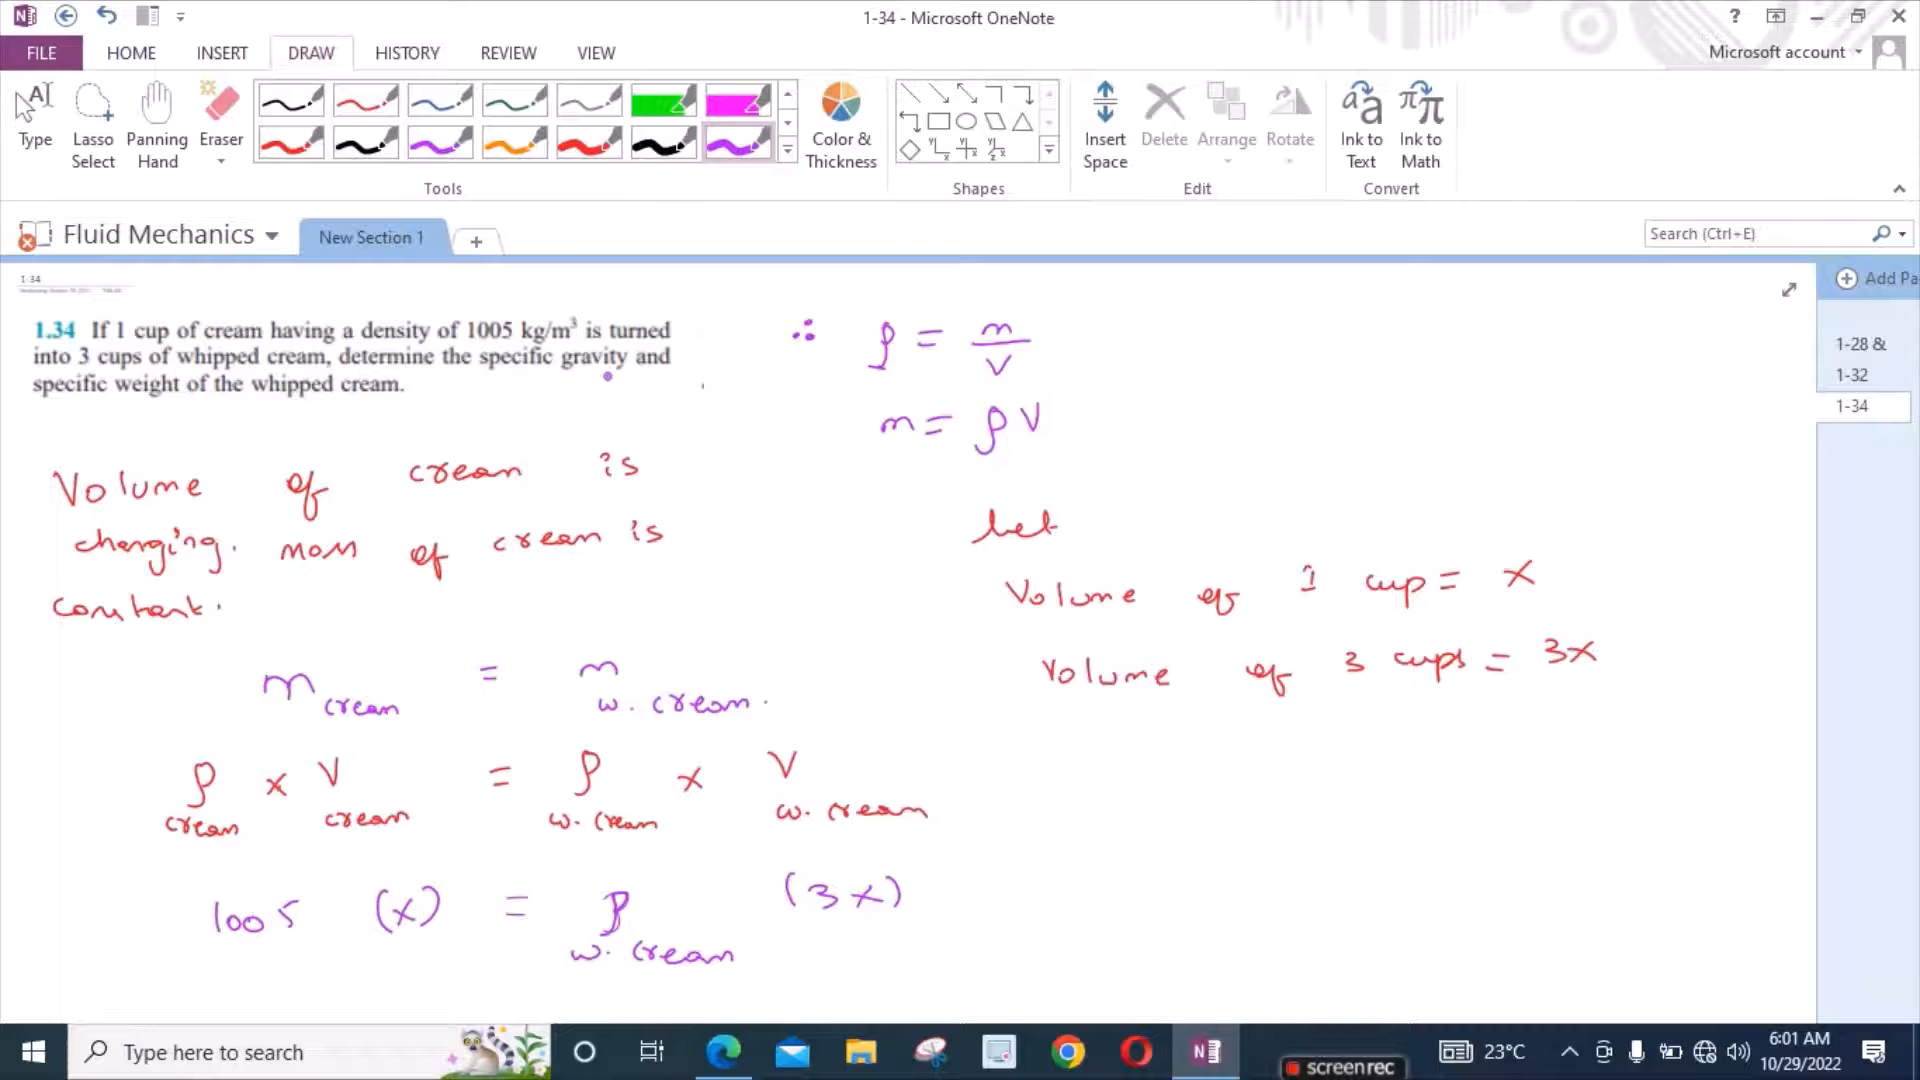 1-34 - Microsoft OneNote
?
FILE HOME INSERT DRAW HISTORY REVIEW VIEW
Microsoft account
Type
Lasso Select
Panning Hand
Eraser
Color & Thickness
Insert Space
Delete
Arrange
Rotate
Ink to Text
Ink to Math
Tools Shapes Edit Convert
Fluid Mechanics
New Section 1
Search (Ctrl+E)
Add Pa
1-28 &
1-32
1-34
1-34
1.34 If 1 cup of cream having a density of 1005 kg/m³ is turned
into 3 cups of whipped cream, determine the specific gravity and
specific weight of the whipped cream.
∴ ρ = m/V
m = ρ V
Volume of cream is
changing. mass of cream is
constant.
let
Volume of 1 cup = x
Volume of 3 cups = 3x
m cream = m w. cream.
ρ cream × V cream = ρ w. cream × V w. cream
1005 (x) = ρ w. cream (3x)
Type here to search
23°C
6:01 AM
10/29/2022
screenrec